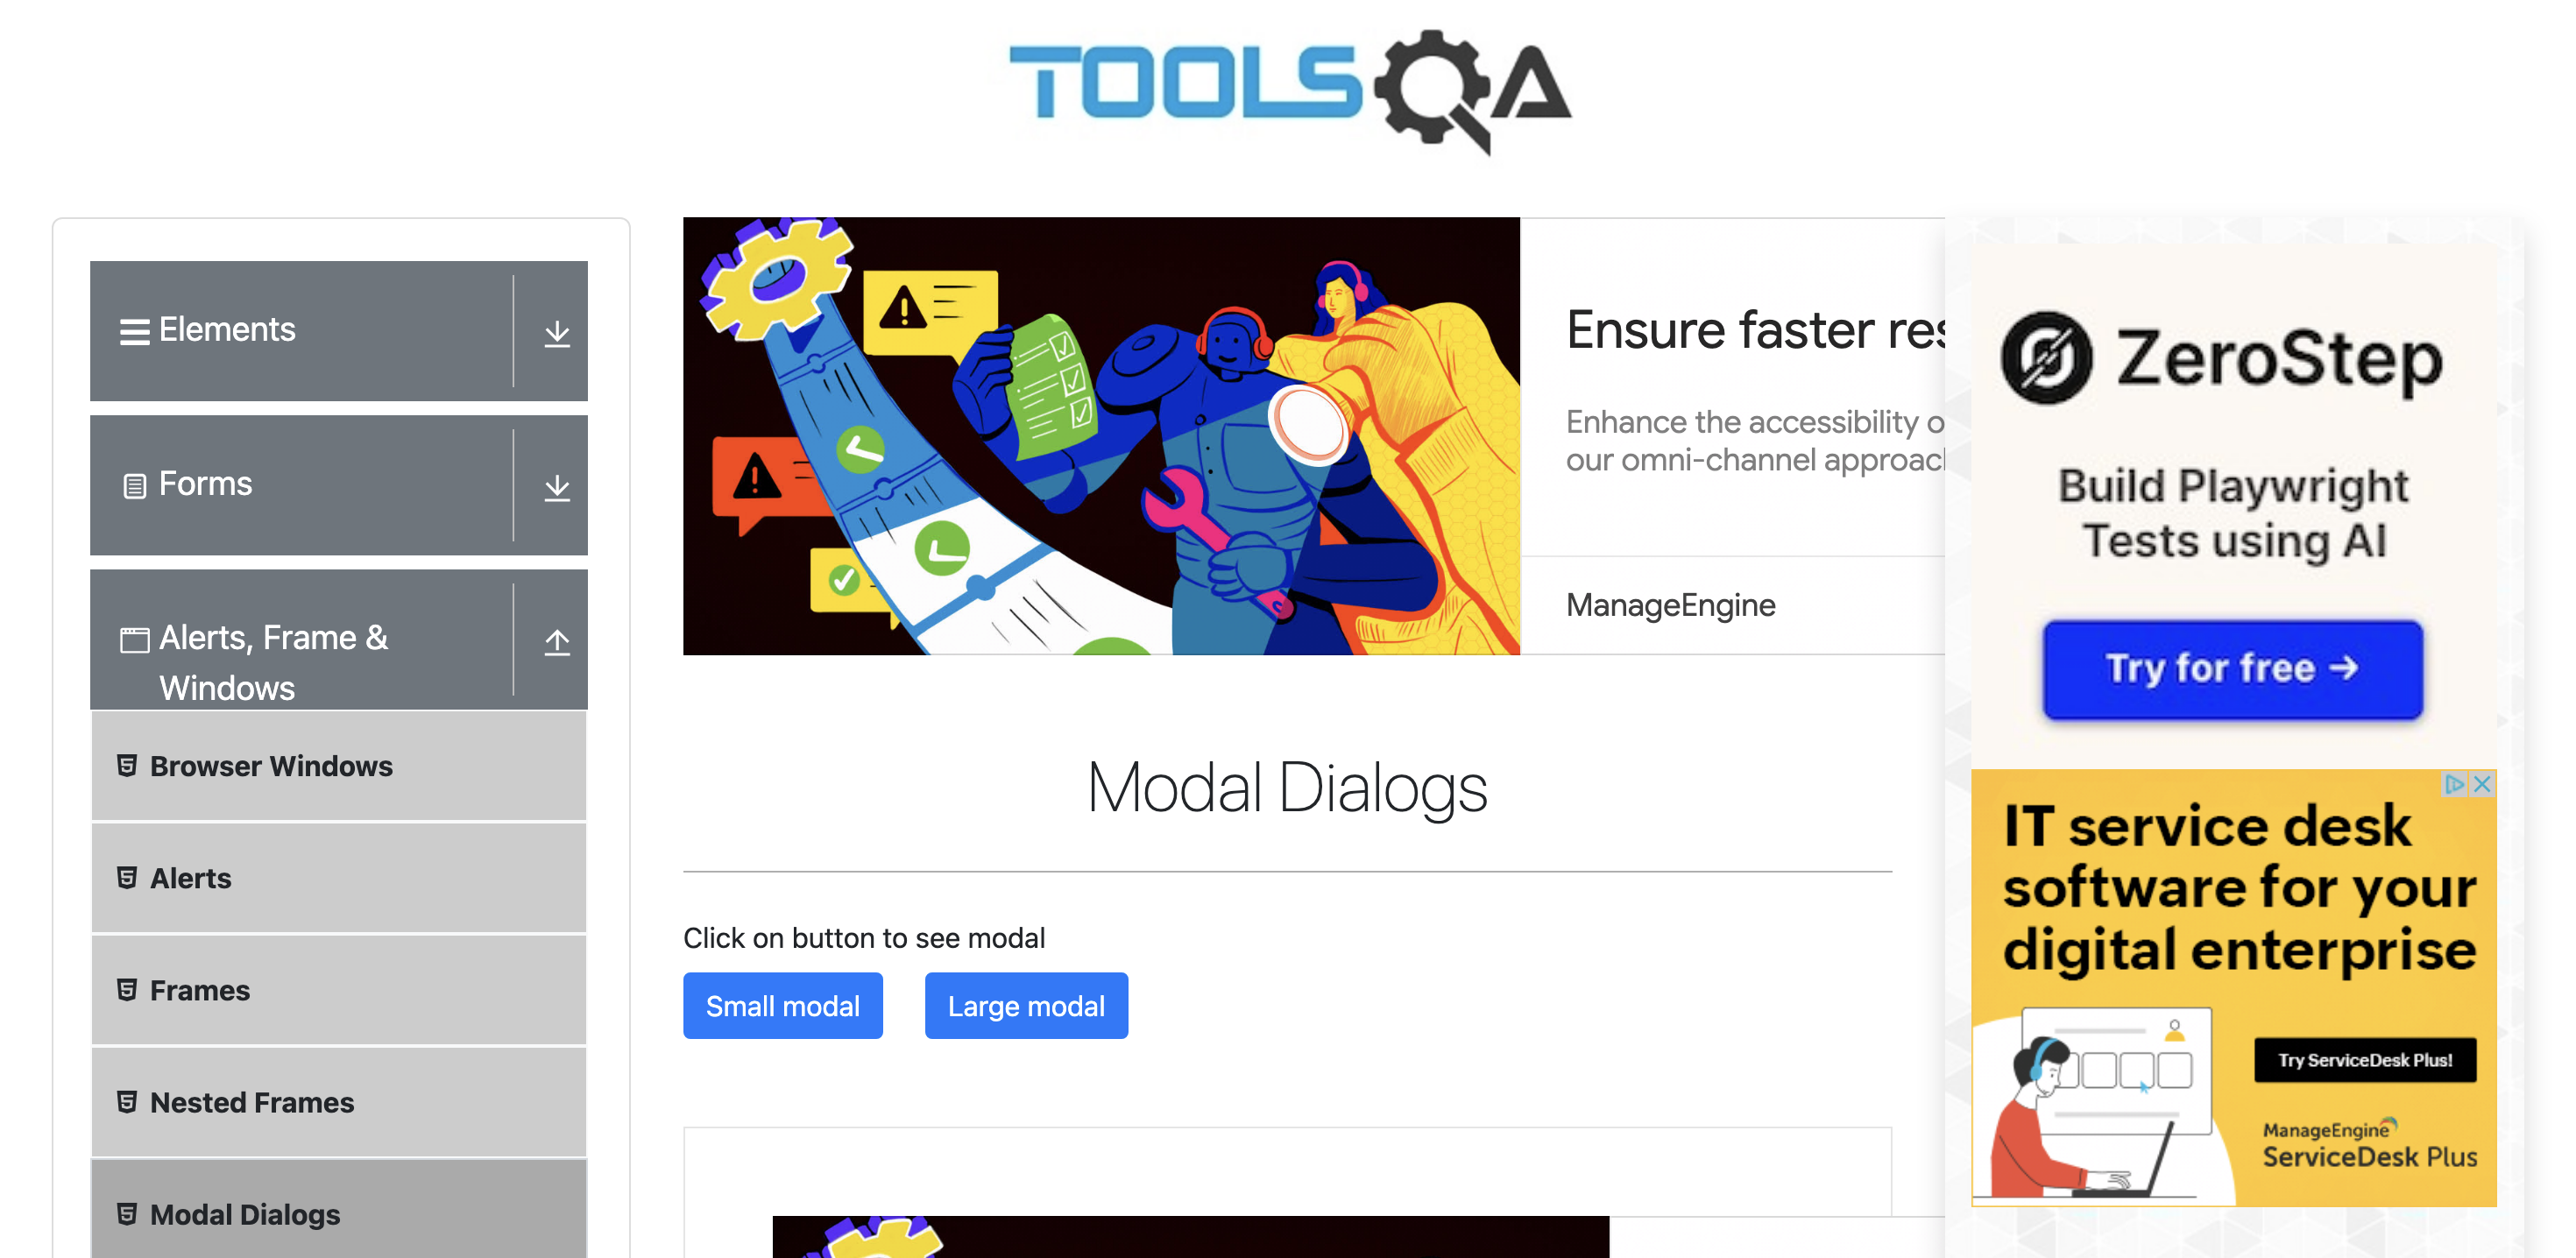 TOOLSQA
Elements
Forms
Alerts, Frame &
Windows
Browser Windows
Alerts
Frames
Nested Frames
Modal Dialogs
Ensure faster res
Enhance the accessibility o
our omni-channel approac
ManageEngine
Modal Dialogs
Click on button to see modal
Small modal
Large modal
ZeroStep
Build Playwright
Tests using AI
Try for free →
IT service desk
software for your
digital enterprise
Try ServiceDesk Plus!
ManageEngine
ServiceDesk Plus